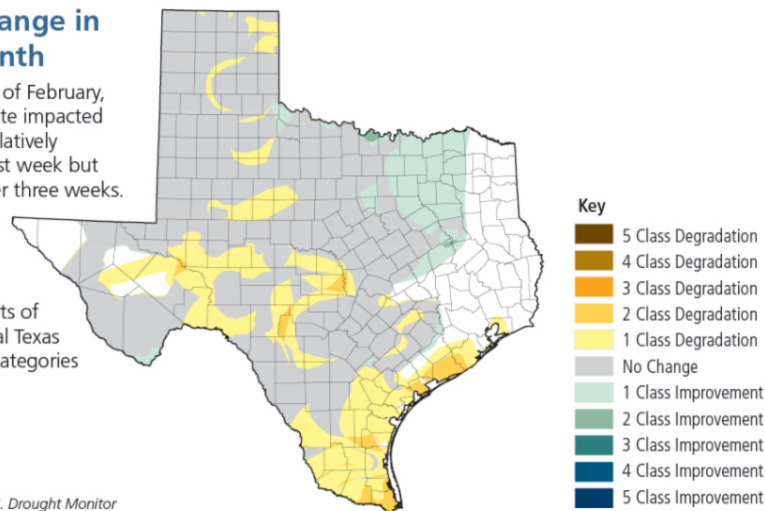 ange in
nth
of February,
te impacted
latively
st week but
r three weeks.
ts of
al Texas
ategories
. Drought Monitor
Key
5 Class Degradation
4 Class Degradation
3 Class Degradation
2 Class Degradation
1 Class Degradation
No Change
1 Class Improvement
2 Class Improvement
3 Class Improvement
4 Class Improvement
5 Class Improvement